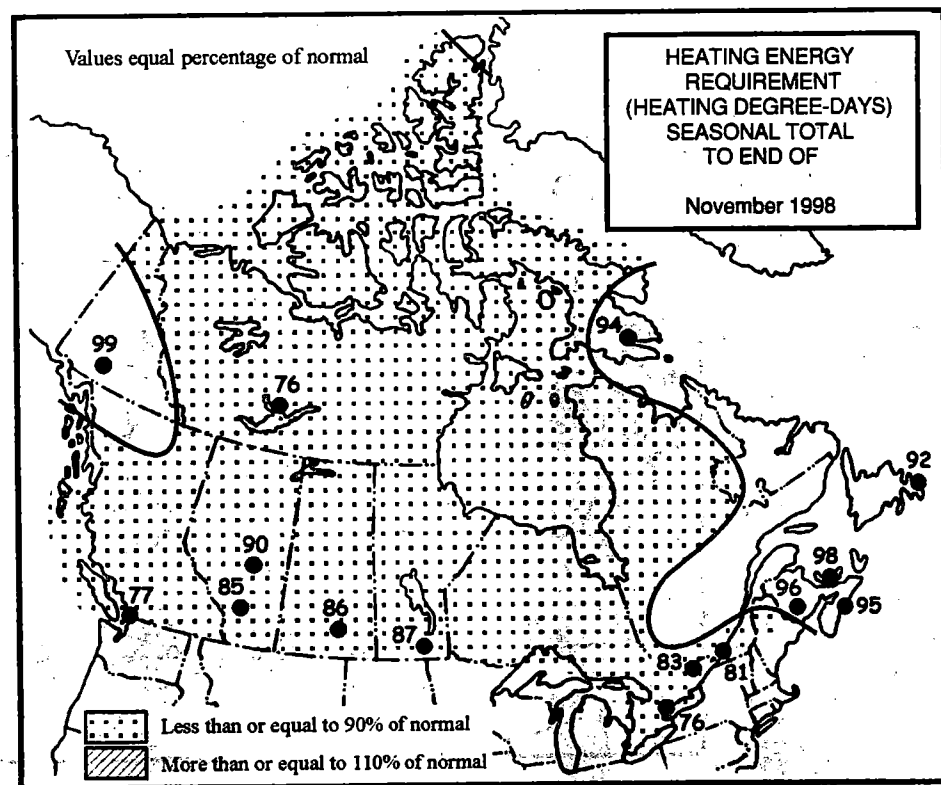 Values equal percentage of normal
HEATING ENERGY
REQUIREMENT
(HEATING DEGREE-DAYS)
SEASONAL TOTAL
TO END OF
November 1998
99
94
76
92
90
98
85
77
86
96
95
87
83
81
76
Less than or equal to 90% of normal
More than or equal to 110% of normal